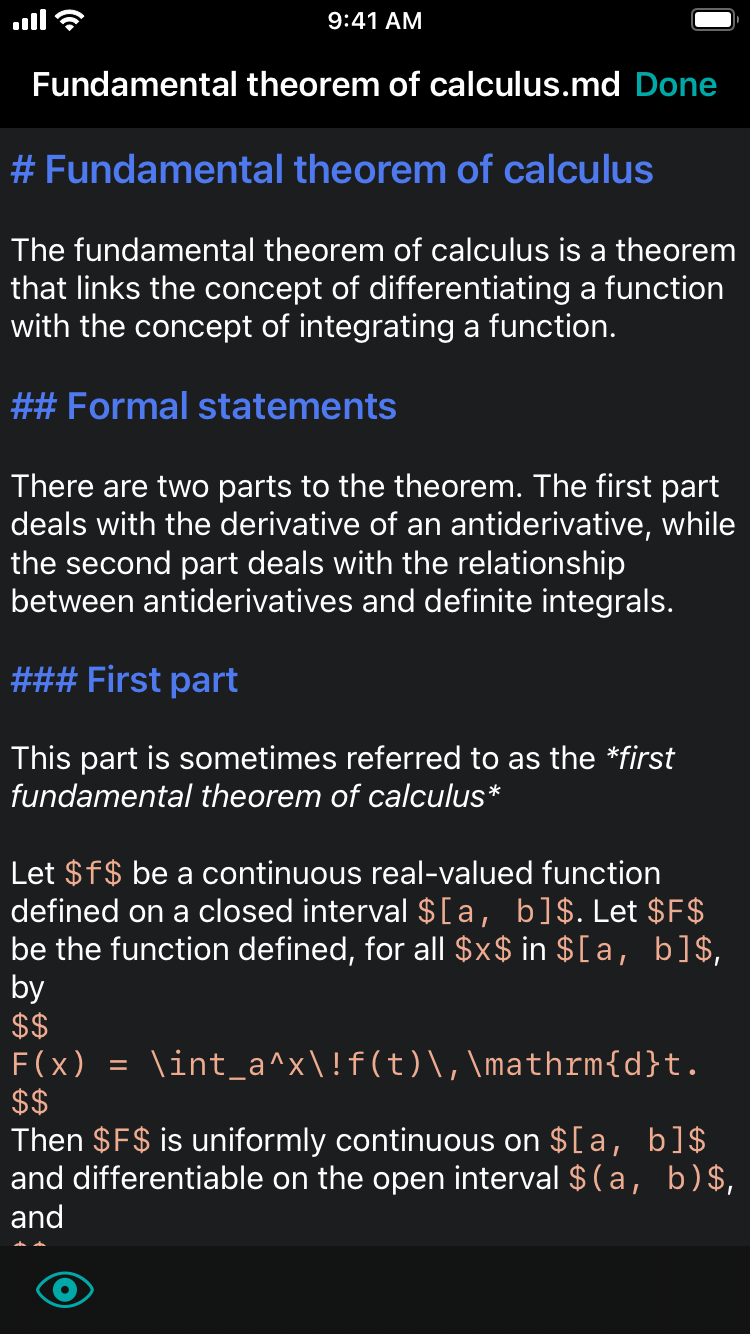 9:41 AM
Fundamental theorem of calculus.md Done
# Fundamental theorem of calculus
The fundamental theorem of calculus is a theorem
that links the concept of differentiating a function
with the concept of integrating a function.
## Formal statements
There are two parts to the theorem. The first part
deals with the derivative of an antiderivative, while
the second part deals with the relationship
between antiderivatives and definite integrals.
### First part
This part is sometimes referred to as the *first
fundamental theorem of calculus*
Let $f$ be a continuous real-valued function
defined on a closed interval $[a, b]$. Let $F$
be the function defined, for all $x$ in $[a, b]$,
by
$$
F(x) = \int_a^x\!f(t)\,\mathrm{d}t.
$$
Then $F$ is uniformly continuous on $[a, b]$
and differentiable on the open interval $(a, b)$,
and